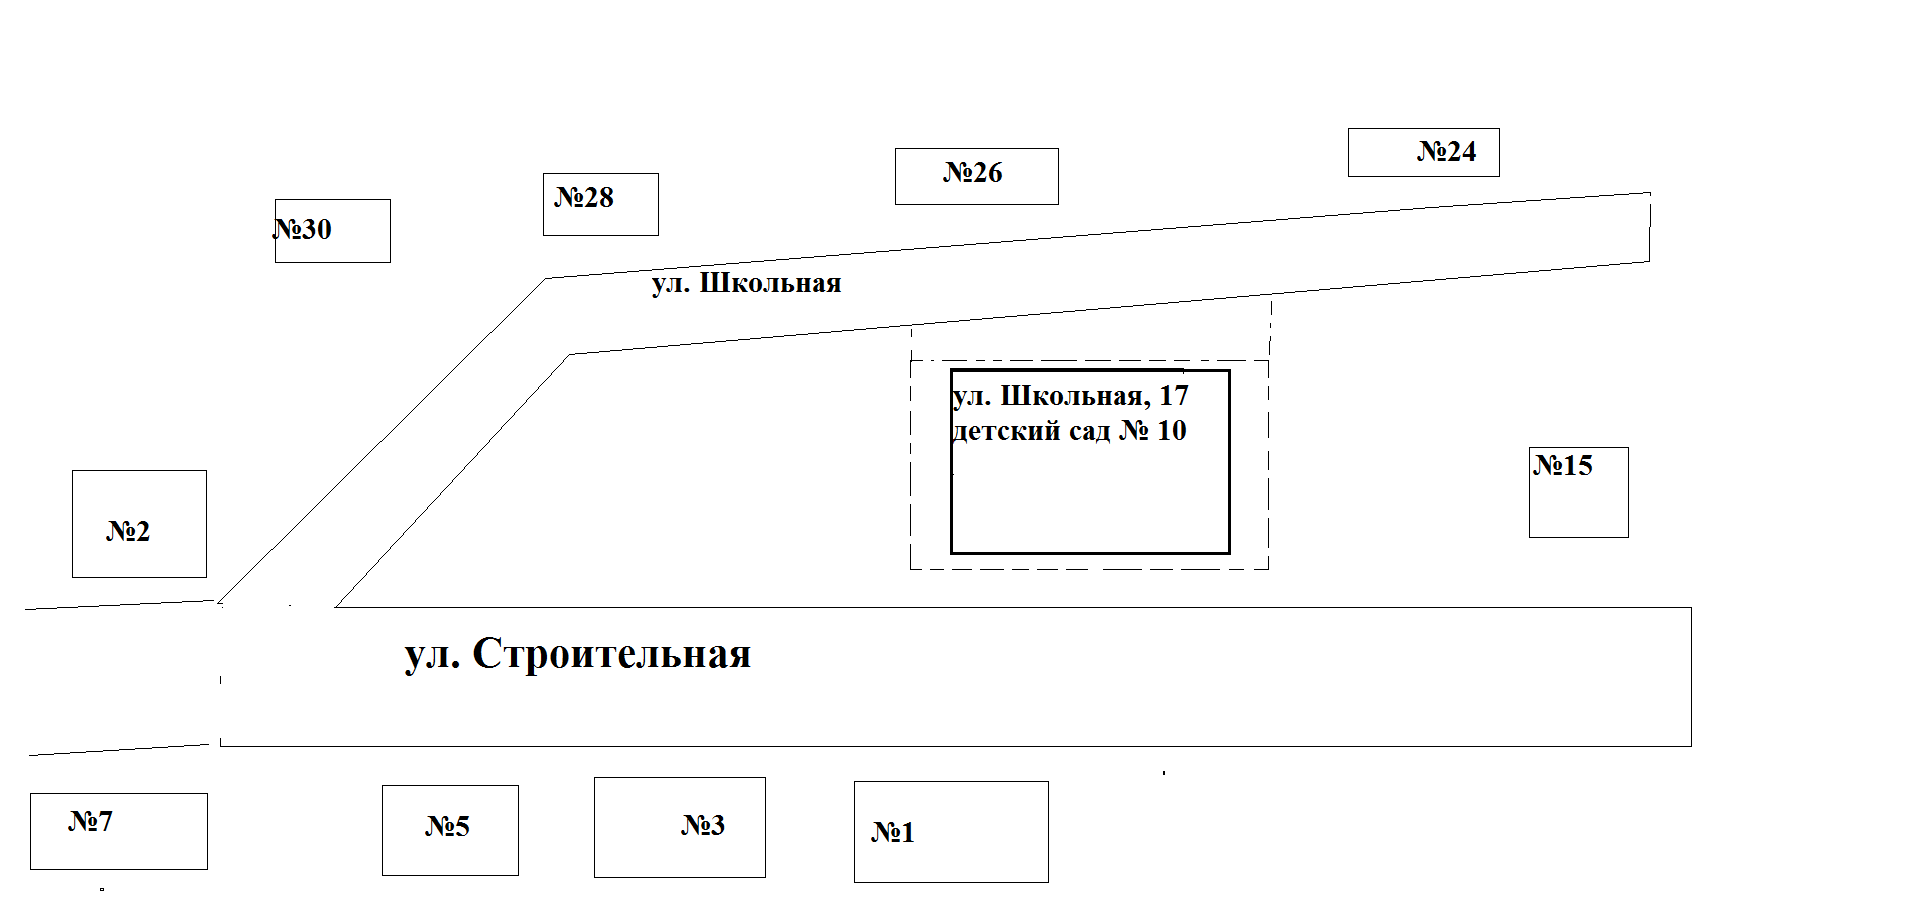 №24
№26
№28
№30
ул. Школьная
ул. Школьная, 17
детский сад № 10
№15
№2
ул. Строительная
№7
№5
№3
№1